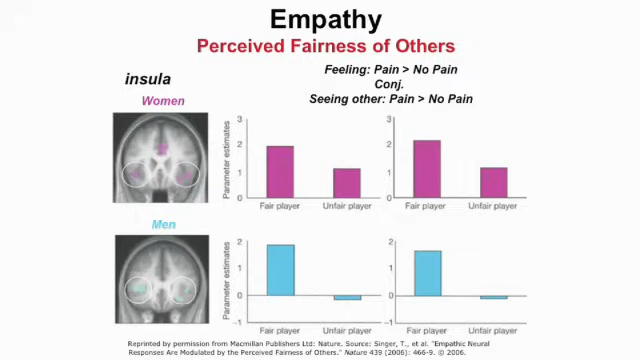 Empathy
Perceived Fairness of Others
insula
Feeling: Pain > No Pain
Conj.
Seeing other: Pain > No Pain
Women
Parameter estimates
3
2
1
0
Fair player
Unfair player
3
2
1
0
Fair player
Unfair player
Men
Parameter estimates
2
1
0
−1
Fair player
Unfair player
2
1
0
−1
Fair player
Unfair player
Reprinted by permission from Macmillan Publishers Ltd: Nature. Source: Singer, T., et al. "Empathic Neural
Responses Are Modulated by the Perceived Fairness of Others." Nature 439 (2006): 466-9. © 2006.